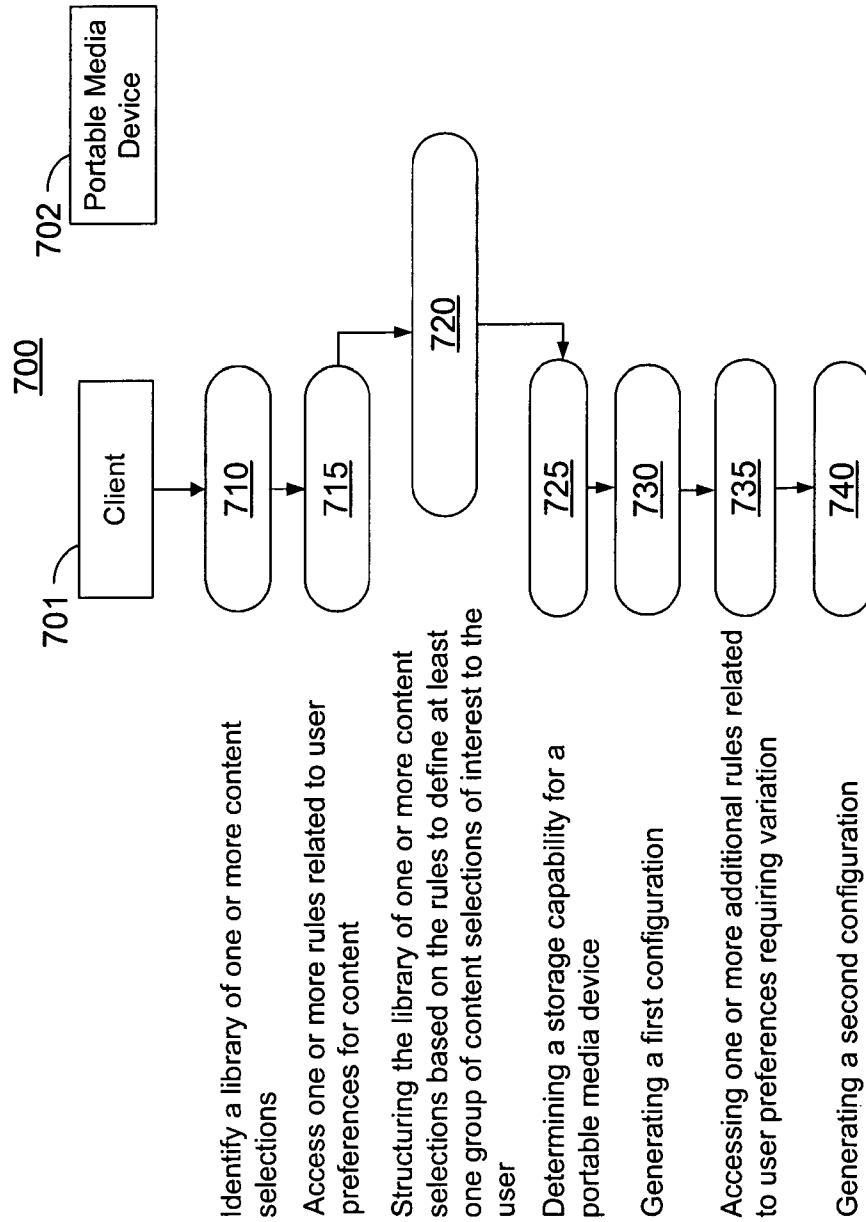 700
701
Client
702
Portable Media
Device
Identify a library of one or more content
selections
710
Access one or more rules related to user
preferences for content
715
Structuring the library of one or more content
selections based on the rules to define at least
one group of content selections of interest to the
user
720
Determining a storage capability for a
portable media device
725
Generating a first configuration
730
Accessing one or more additional rules related
to user preferences requiring variation
735
Generating a second configuration
740